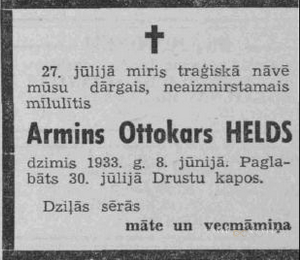 27. jūlijā miris traģiskā nāvē
mūsu dārgais, neaizmirstamais
mīlulītis
Armins Ottokars HELDS
dzimis 1933. g. 8. jūnijā. Pagla-
bāts 30. jūlijā Drustu kapos.
Dziļās sērās
māte un vecmāmiņa